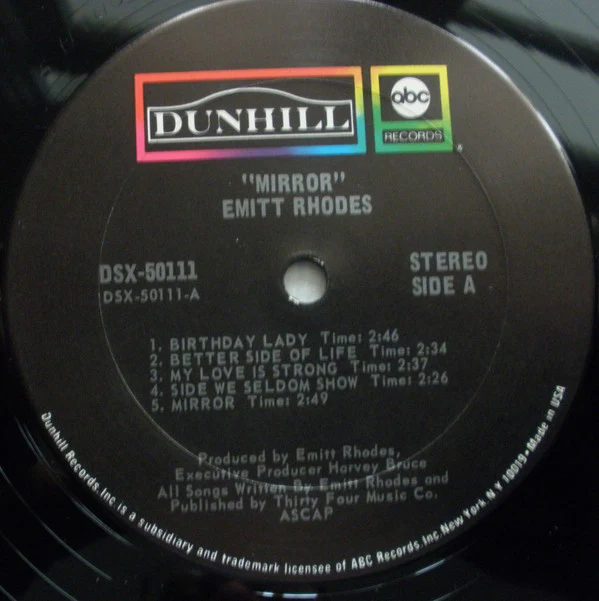 DUNHILL
abc
RECORDS
"MIRROR"
EMITT RHODES
DSX-50111
DSX-50111-A
STEREO
SIDE A
1. BIRTHDAY LADY Time: 2:46
2. BETTER SIDE OF LIFE Time: 2:34
3. MY LOVE IS STRONG Time: 2:37
4. SIDE WE SELDOM SHOW Time: 2:26
5. MIRROR Time: 2:49
Produced by Emitt Rhodes,
Executive Producer Harvey Bruce
All Songs Written By Emitt Rhodes and
Published by Thirty Four Music Co.
ASCAP
Dunhill Records, Inc. is a subsidiary and trademark licensee of ABC Records, Inc. New York, N Y 10019 • Made in USA